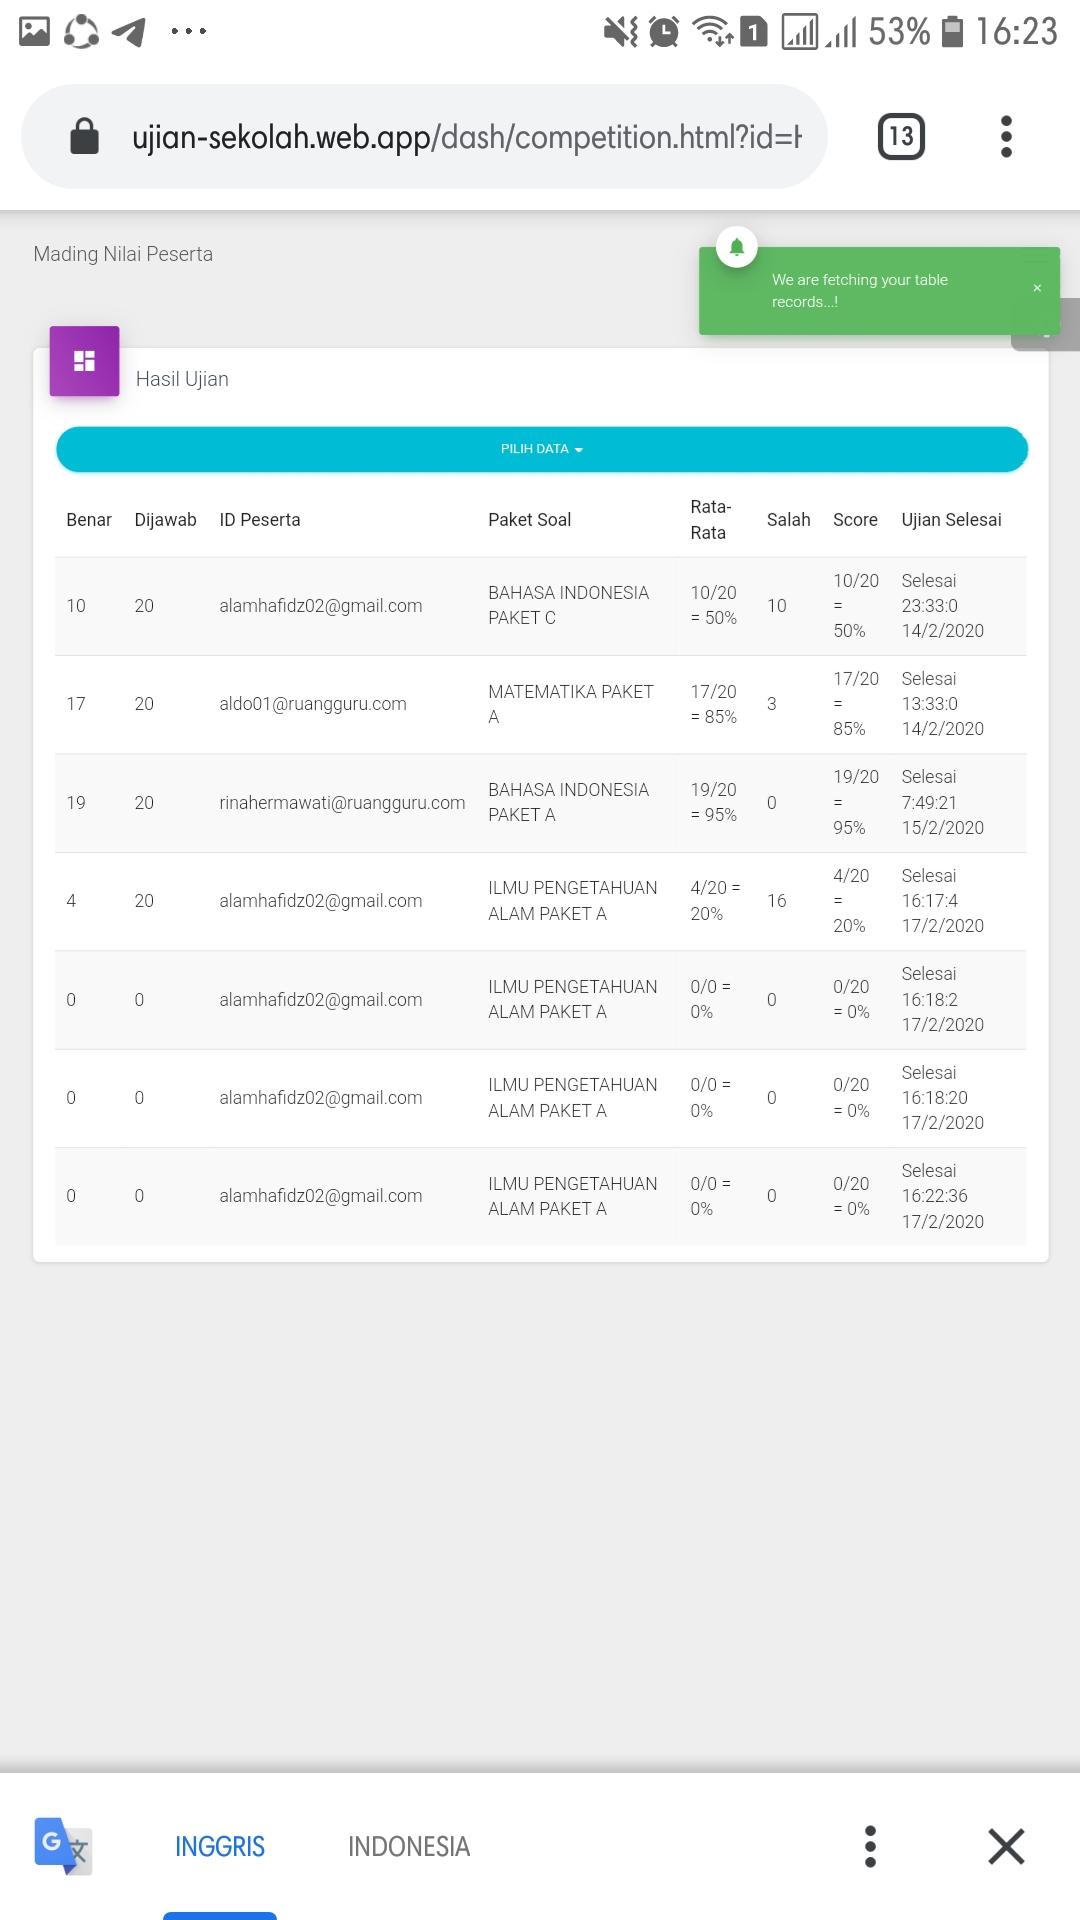 53% 16:23
ujian-sekolah.web.app/dash/competition.html?id=
13
Mading Nilai Peserta
We are fetching your table
records...!
Hasil Ujian
PILIH DATA
Benar Dijawab ID Peserta Paket Soal Rata-Rata Salah Score Ujian Selesai
10 20 alamhafidz02@gmail.com BAHASA INDONESIA PAKET C 10/20 = 50% 10 10/20 = 50% Selesai 23:33:0 14/2/2020
17 20 aldo01@ruangguru.com MATEMATIKA PAKET A 17/20 = 85% 3 17/20 = 85% Selesai 13:33:0 14/2/2020
19 20 rinahermawati@ruangguru.com BAHASA INDONESIA PAKET A 19/20 = 95% 0 19/20 = 95% Selesai 7:49:21 15/2/2020
4 20 alamhafidz02@gmail.com ILMU PENGETAHUAN ALAM PAKET A 4/20 = 20% 16 4/20 = 20% Selesai 16:17:4 17/2/2020
0 0 alamhafidz02@gmail.com ILMU PENGETAHUAN ALAM PAKET A 0/0 = 0% 0 0/20 = 0% Selesai 16:18:2 17/2/2020
0 0 alamhafidz02@gmail.com ILMU PENGETAHUAN ALAM PAKET A 0/0 = 0% 0 0/20 = 0% Selesai 16:18:20 17/2/2020
0 0 alamhafidz02@gmail.com ILMU PENGETAHUAN ALAM PAKET A 0/0 = 0% 0 0/20 = 0% Selesai 16:22:36 17/2/2020
INGGRIS INDONESIA